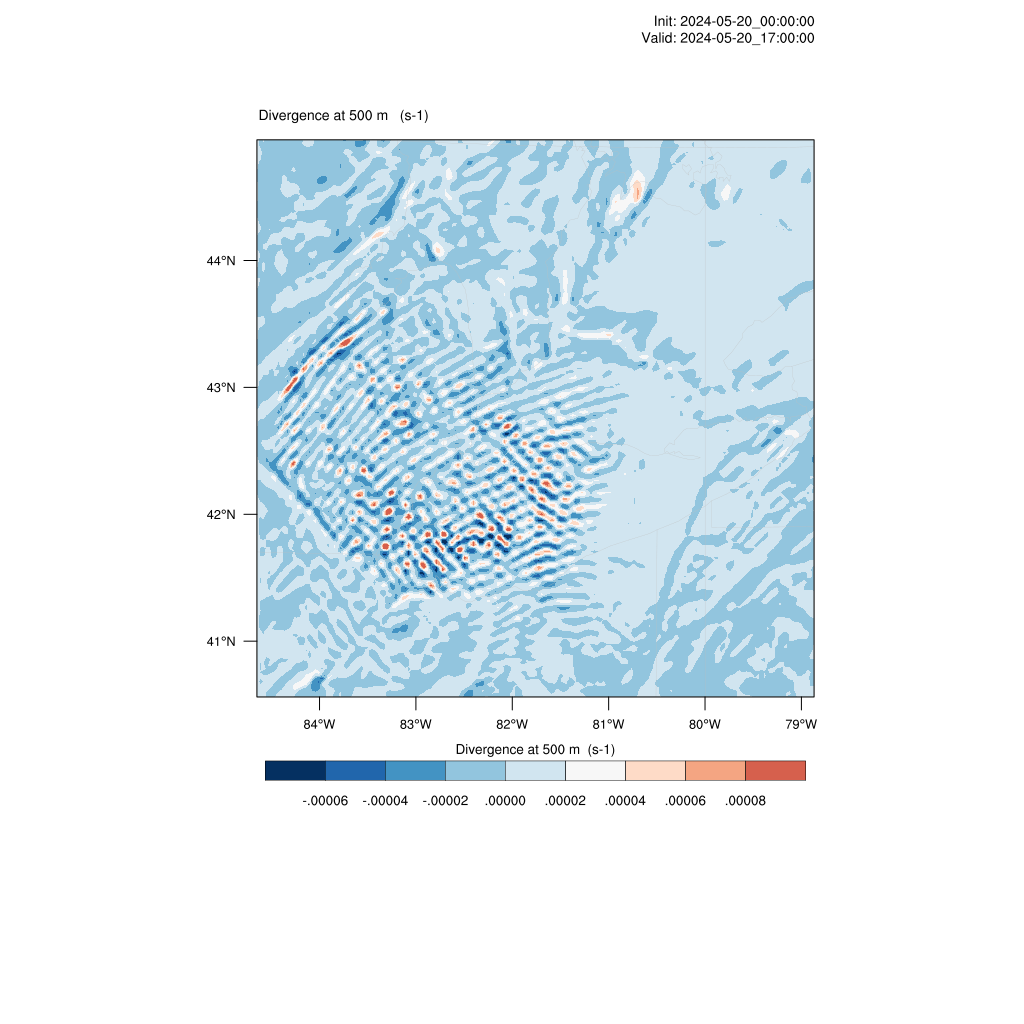 Init: 2024-05-20_00:00:00
Valid: 2024-05-20_17:00:00
Divergence at 500 m   (s-1)
44°N
43°N
42°N
41°N
84°W 83°W 82°W 81°W 80°W 79°W
Divergence at 500 m  (s-1)
-.00006 -.00004 -.00002 .00000 .00002 .00004 .00006 .00008